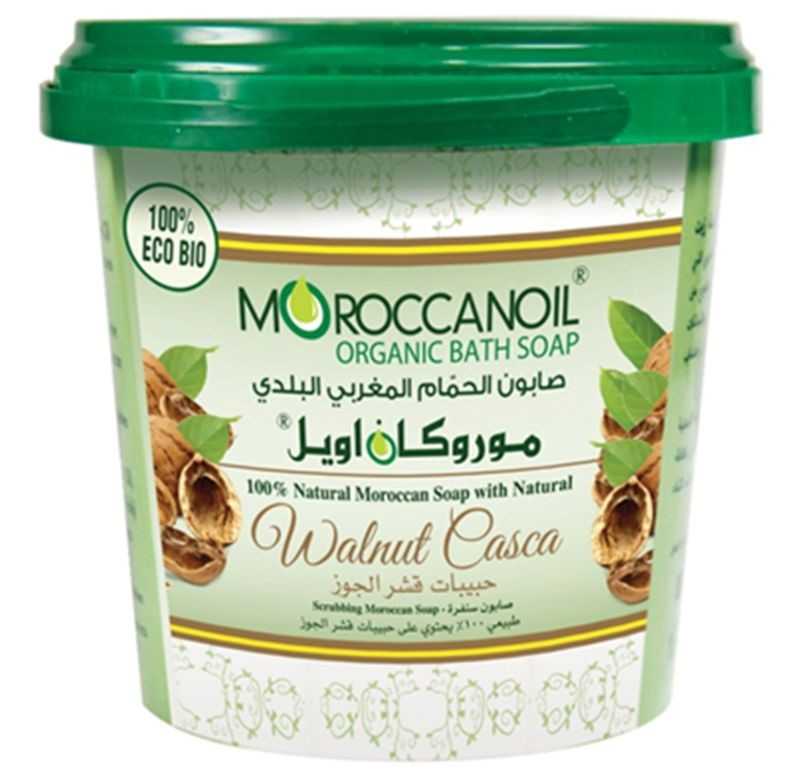 100%
ECO BIO
MOROCCANOIL®
ORGANIC BATH SOAP
صابون الحمّام المغربي البلدي
موروكان اويل®
100% Natural Moroccan Soap with Natural
Walnut Casca
حبيبات قشر الجوز
Scrubbing Moroccan Soap - صابون سنفرة
طبيعي ١٠٠٪ يحتوي على حبيبات قشر الجوز